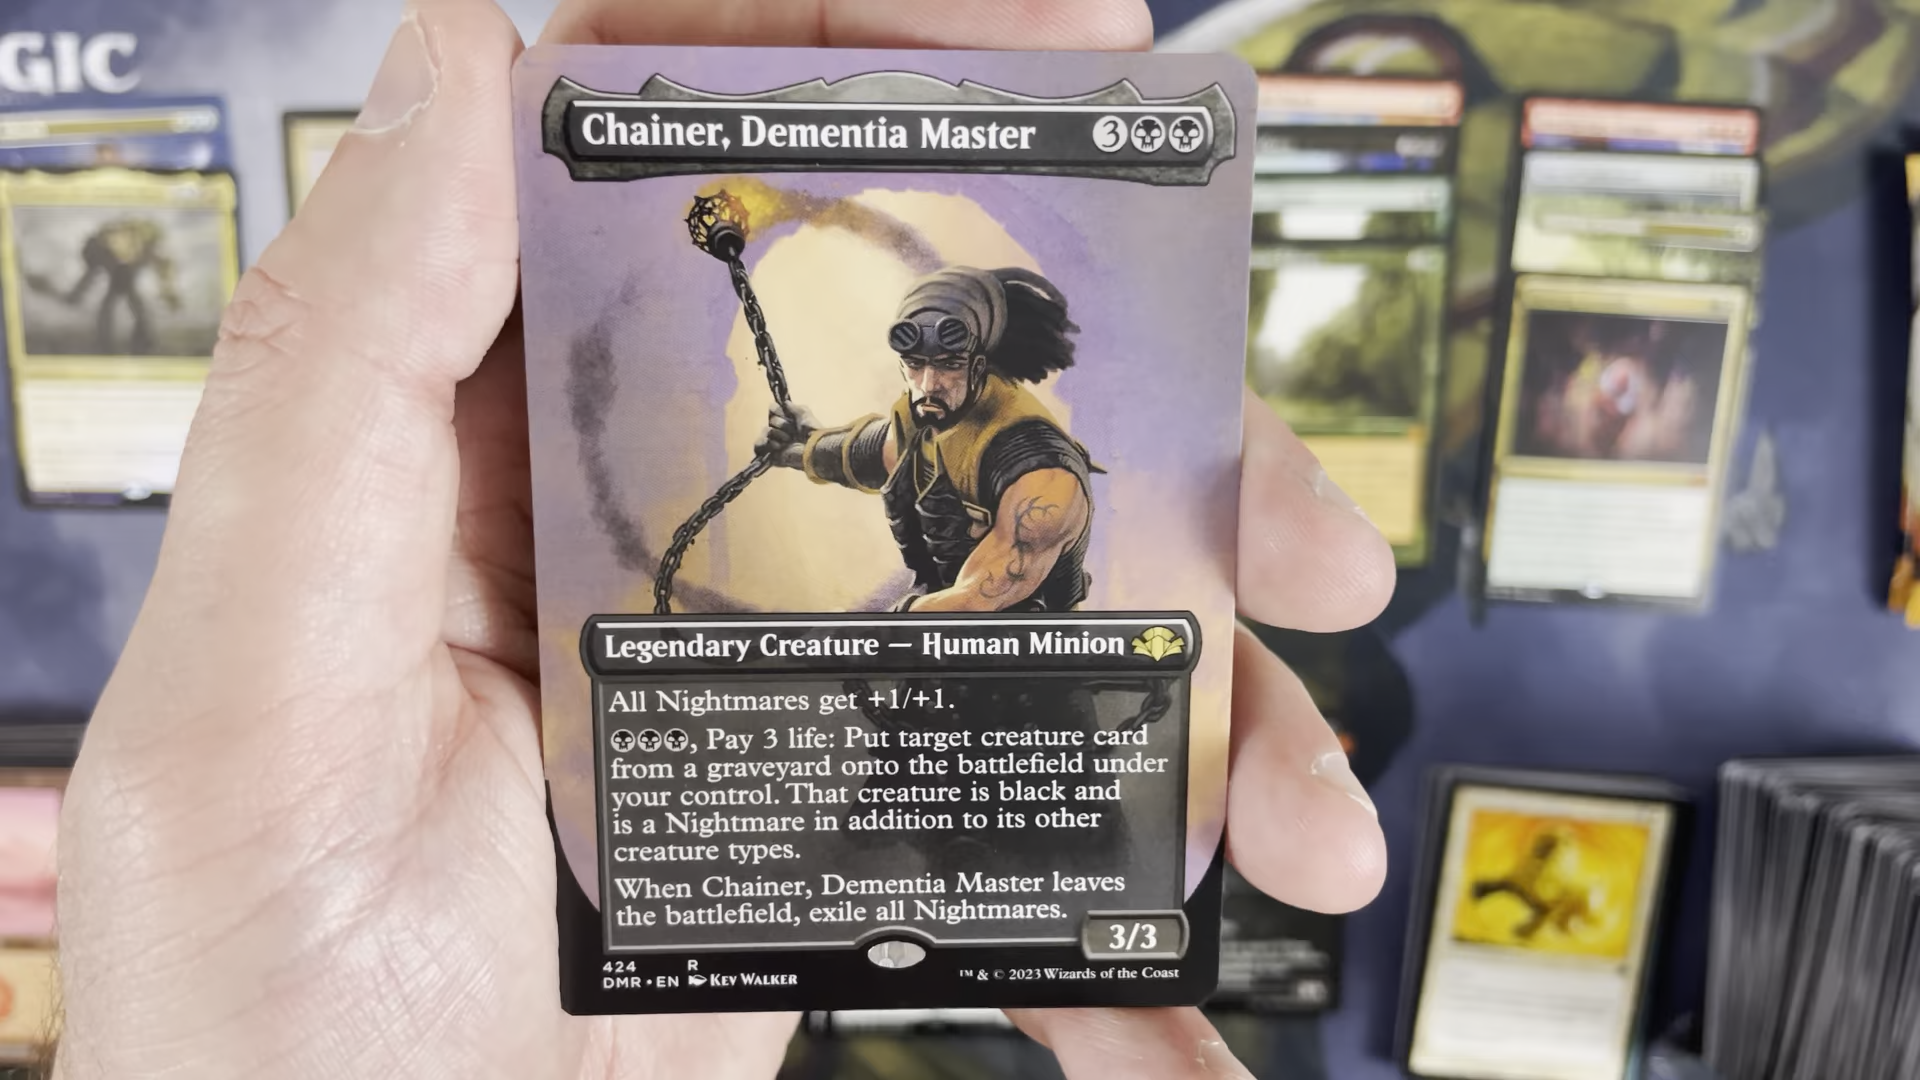 GIC
Chainer, Dementia Master 3
Legendary Creature — Human Minion
All Nightmares get +1/+1.
, Pay 3 life: Put target creature card
from a graveyard onto the battlefield under
your control. That creature is black and
is a Nightmare in addition to its other
creature types.
When Chainer, Dementia Master leaves
the battlefield, exile all Nightmares.
3/3
424 R
DMR • EN KEV WALKER
™ & © 2023 Wizards of the Coast